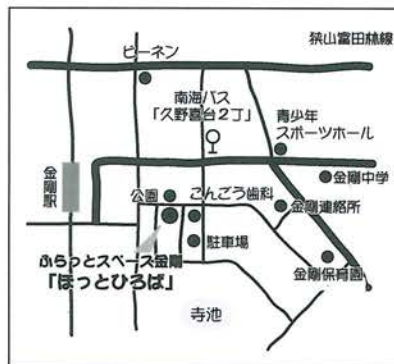 ピーネン
狭山富田林線
南海バス
「久野喜台2丁」
青少年
スポーツホール
金剛駅
金剛中学
公園
こんごう歯科
金剛連絡所
駐車場
ふらっとスペース金剛
「ほっとひろば」
金剛保育園
寺池